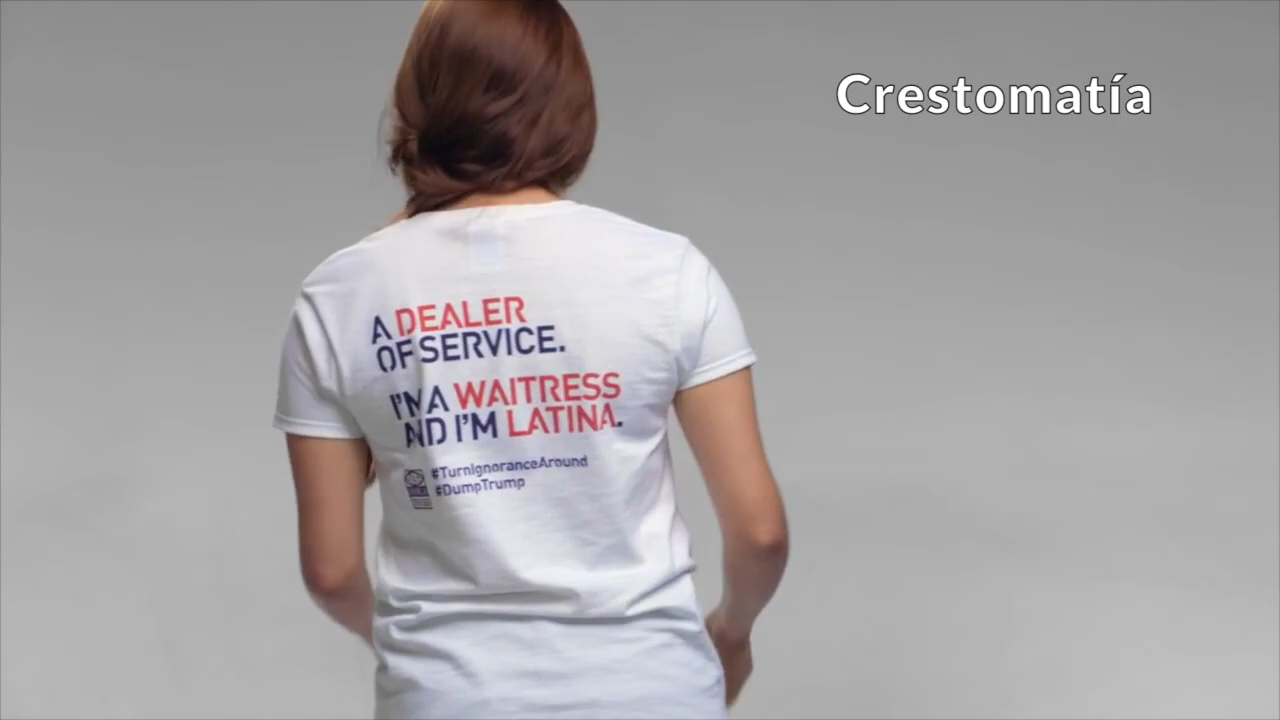 Crestomatía
A DEALER
OF SERVICE.
I'M A WAITRESS
AND I'M LATINA.
#TurnIgnoranceAround
#DumpTrump